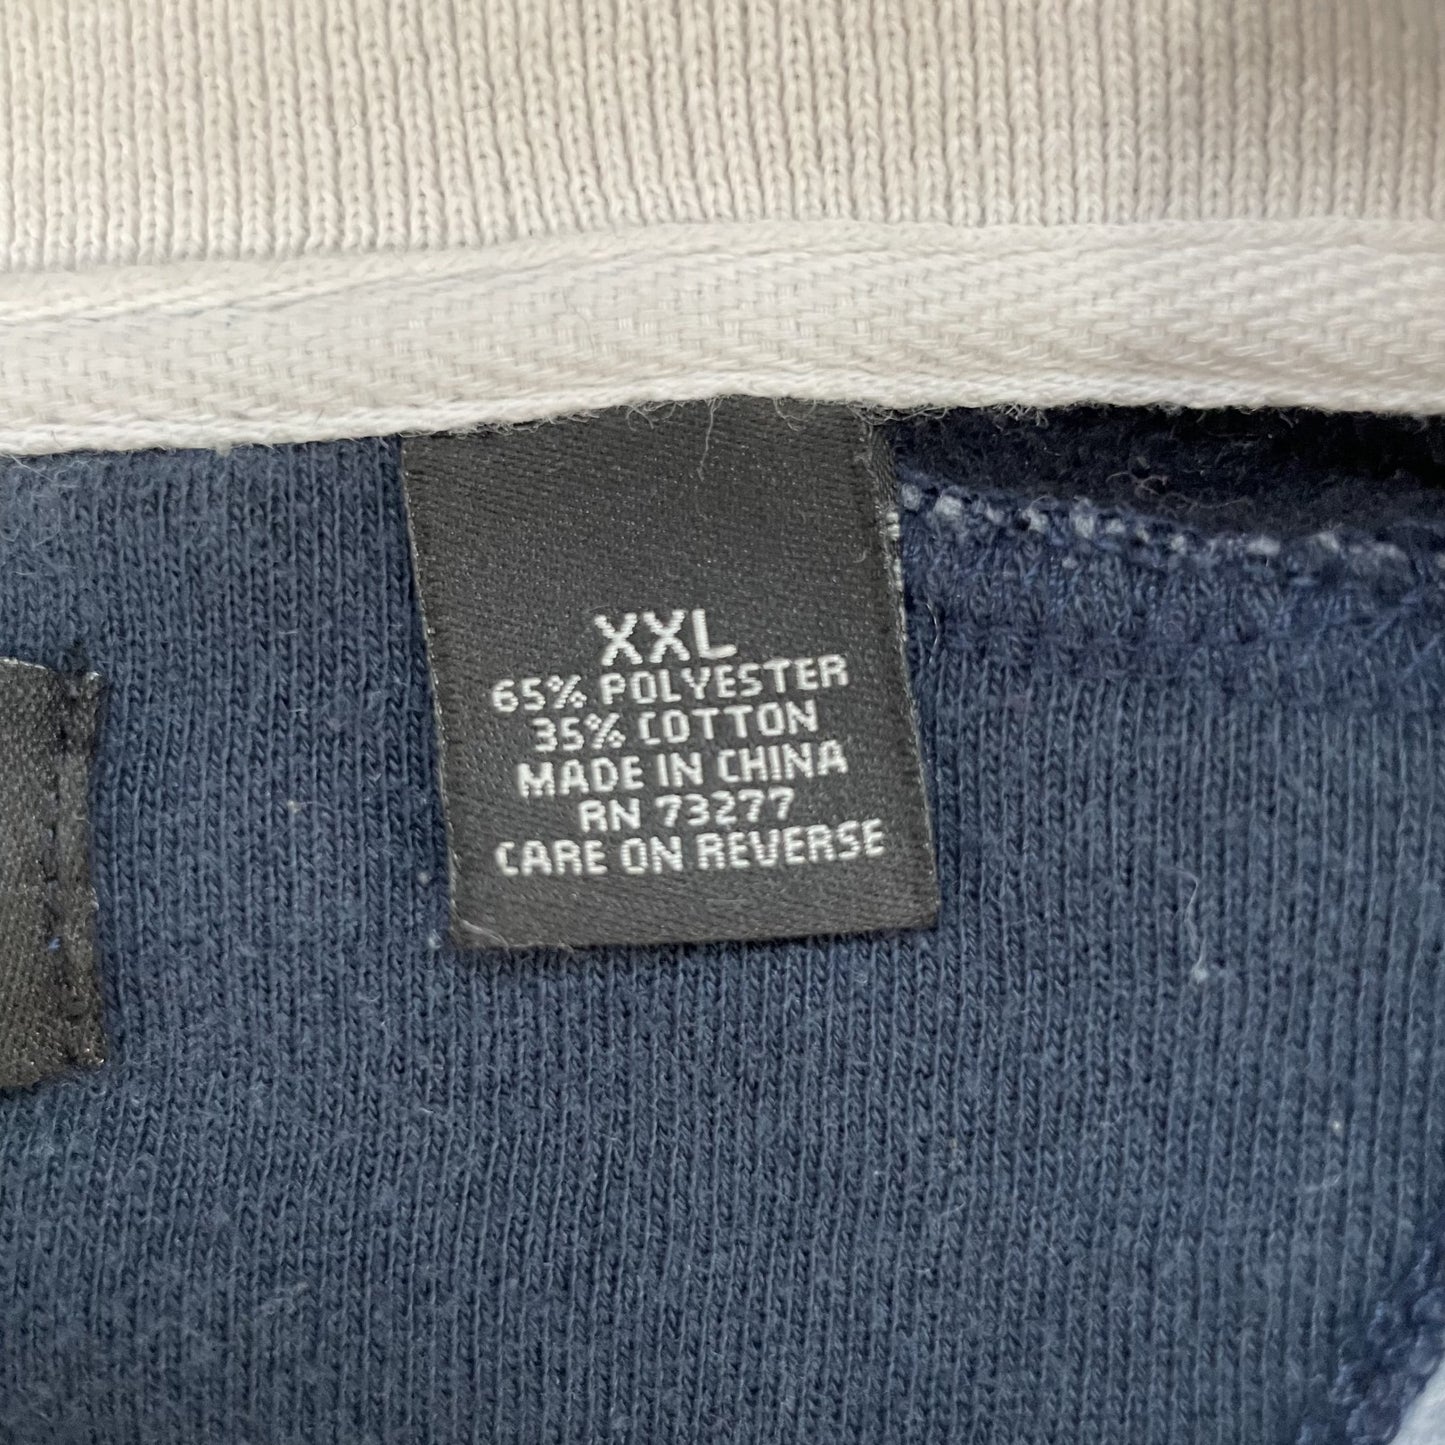 XXL
65% POLYESTER
35% COTTON
MADE IN CHINA
RN 73277
CARE ON REVERSE